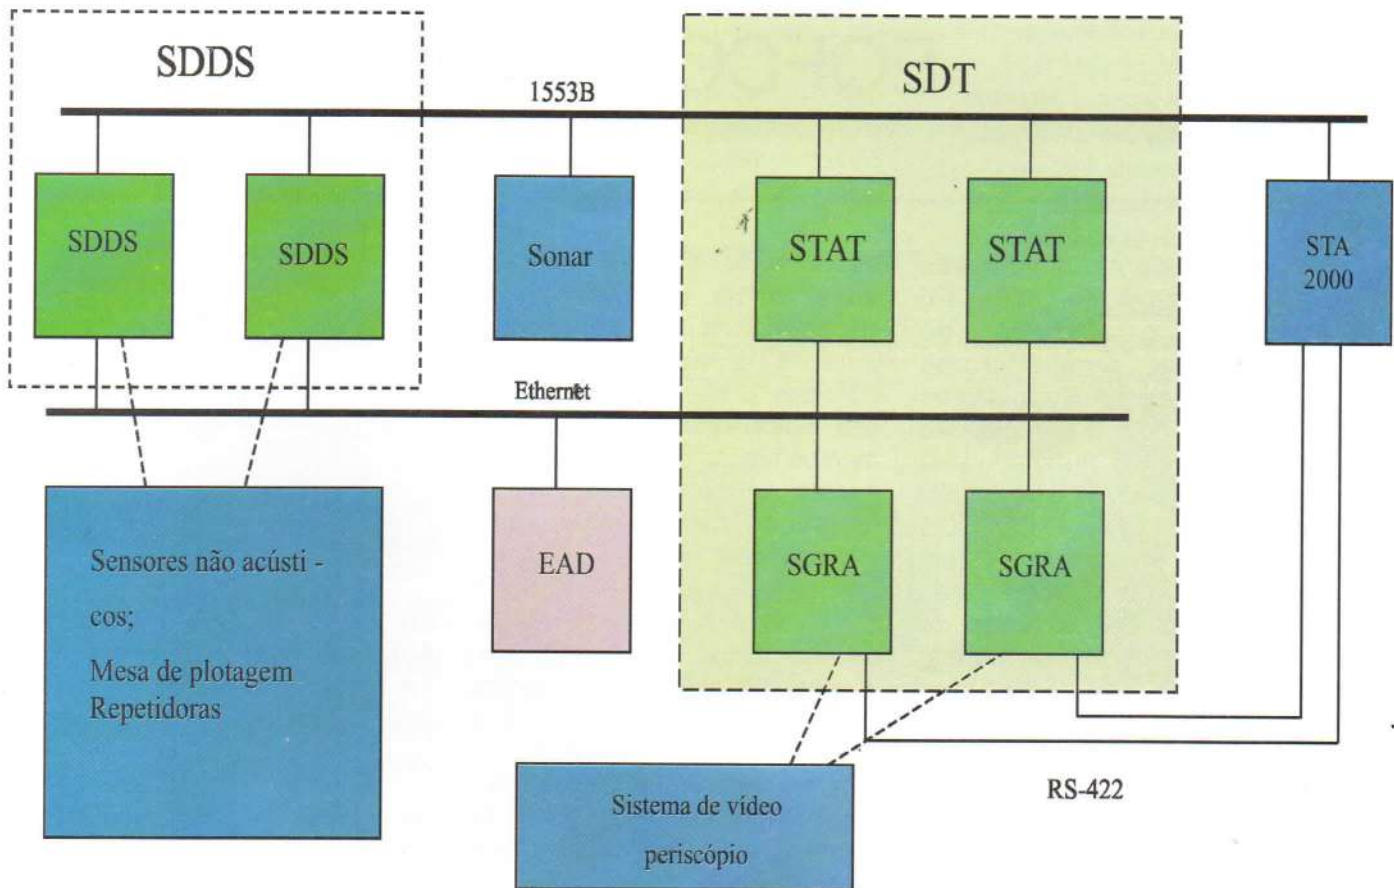 SDDS
SDT
1553B
SDDS
SDDS
Sonar
STAT
STAT
STA
2000
Ethernet
Sensores não acústi -
cos;
Mesa de plotagem
Repetidoras
EAD
SGRA
SGRA
Sistema de vídeo
periscópio
RS-422